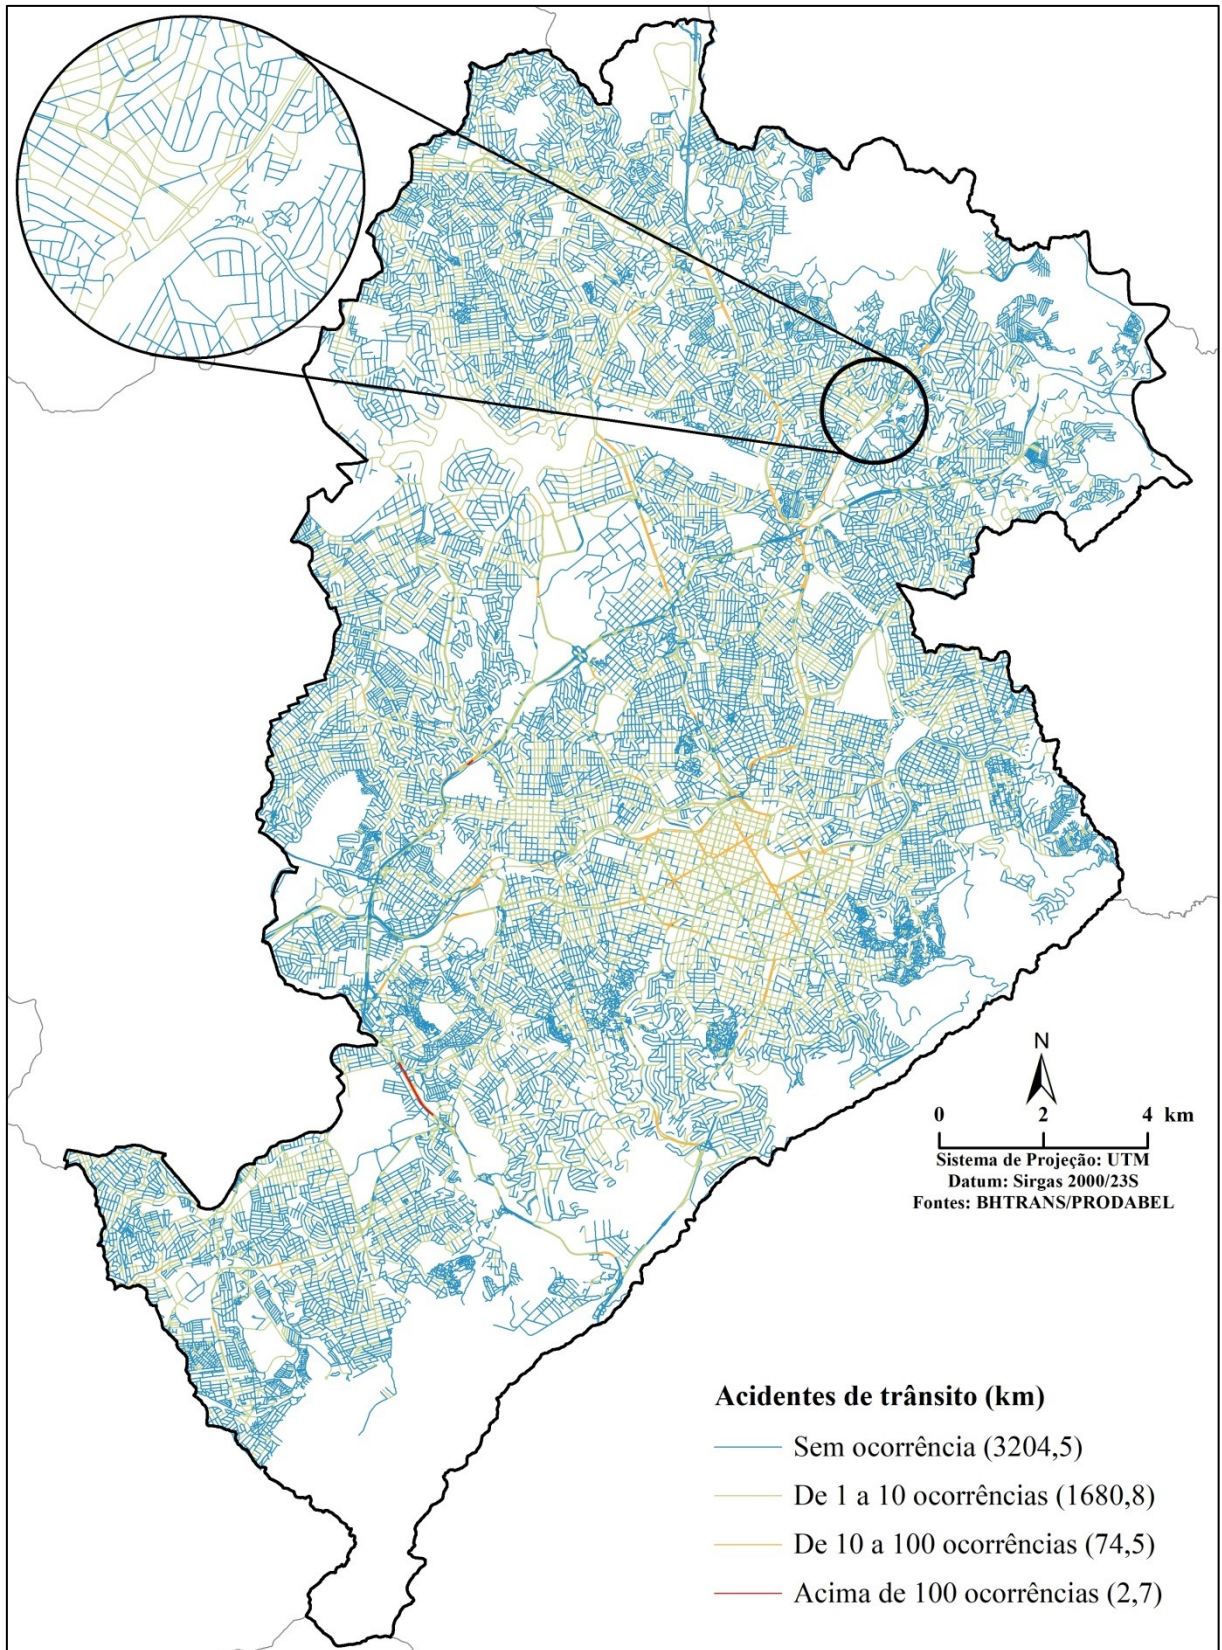 N
0 2 4 km
Sistema de Projeção: UTM
Datum: Sirgas 2000/23S
Fontes: BHTRANS/PRODABEL
Acidentes de trânsito (km)
Sem ocorrência (3204,5)
De 1 a 10 ocorrências (1680,8)
De 10 a 100 ocorrências (74,5)
Acima de 100 ocorrências (2,7)